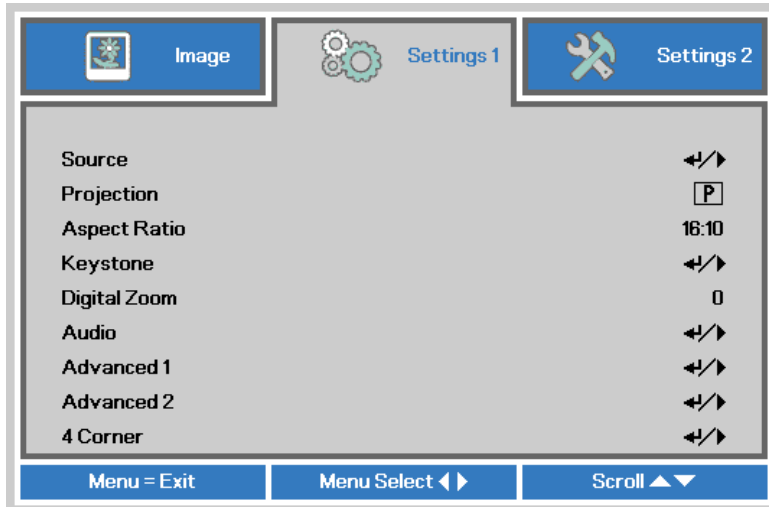 Image
Settings 1
Settings 2
Source
Projection P
Aspect Ratio 16:10
Keystone
Digital Zoom 0
Audio
Advanced 1
Advanced 2
4 Corner
Menu = Exit
Menu Select
Scroll